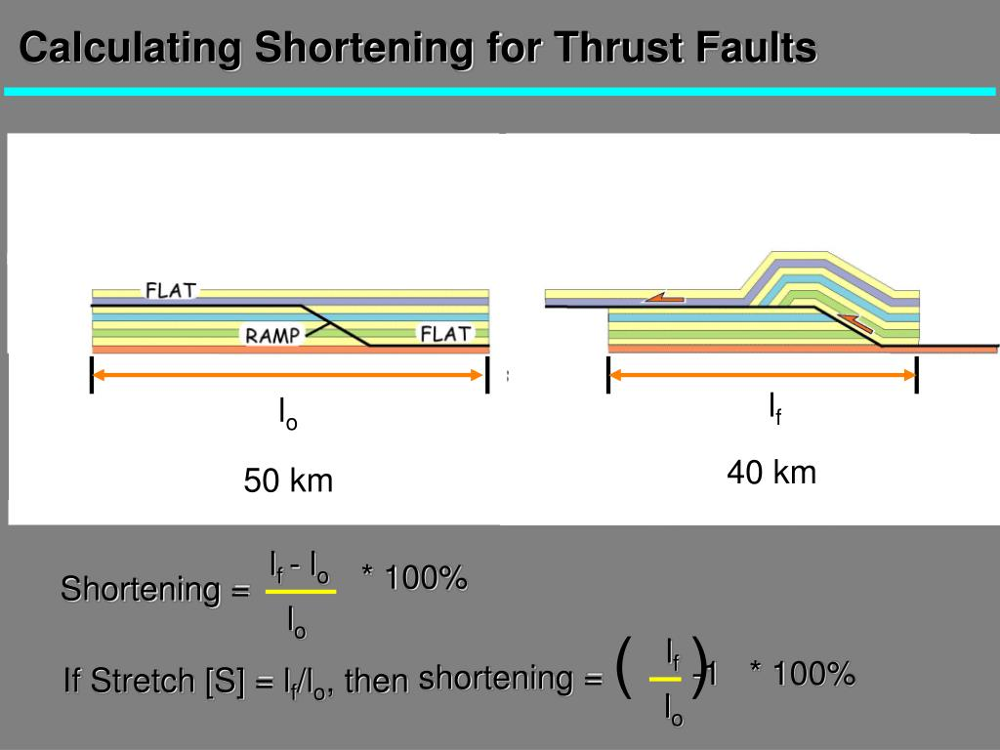 Calculating Shortening for Thrust Faults
FLAT
RAMP
FLAT
lo
50 km
lf
40 km
Shortening = lf - lo * 100%
lo
If Stretch [S] = lf/lo, then shortening = ( lf ) -1 * 100%
lo